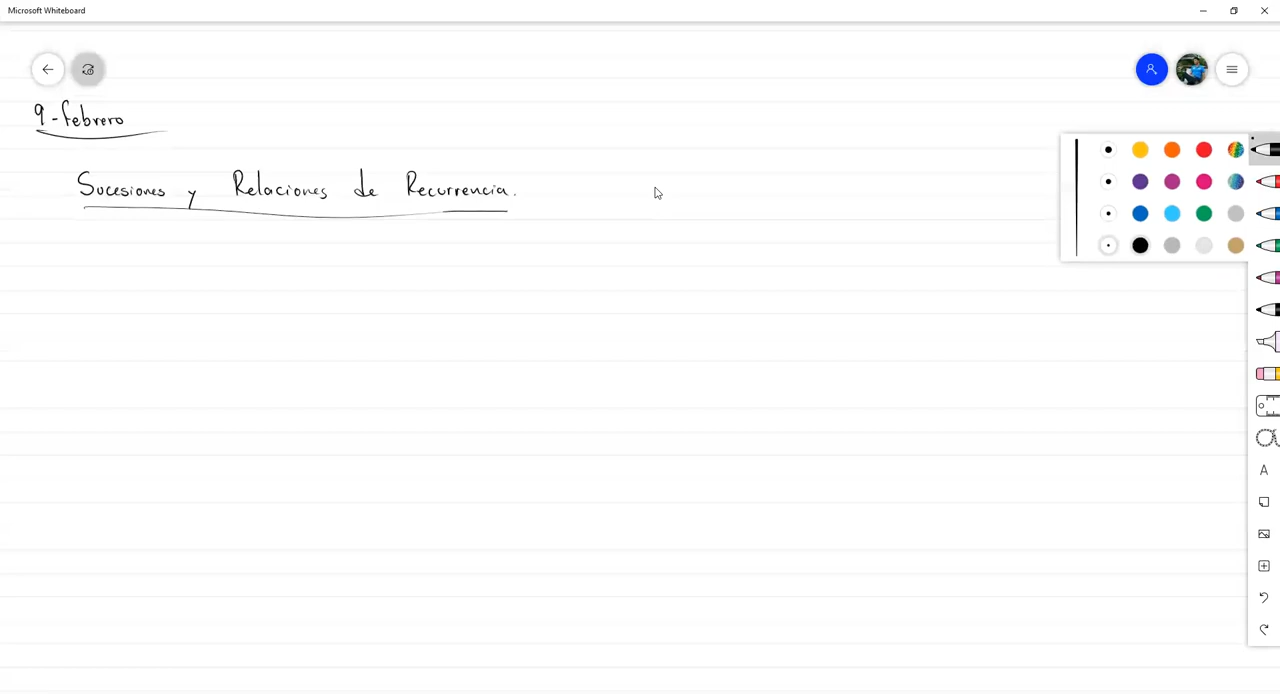 Microsoft Whiteboard
9-febrero
Sucesiones y Relaciones de Recurrencia.
A